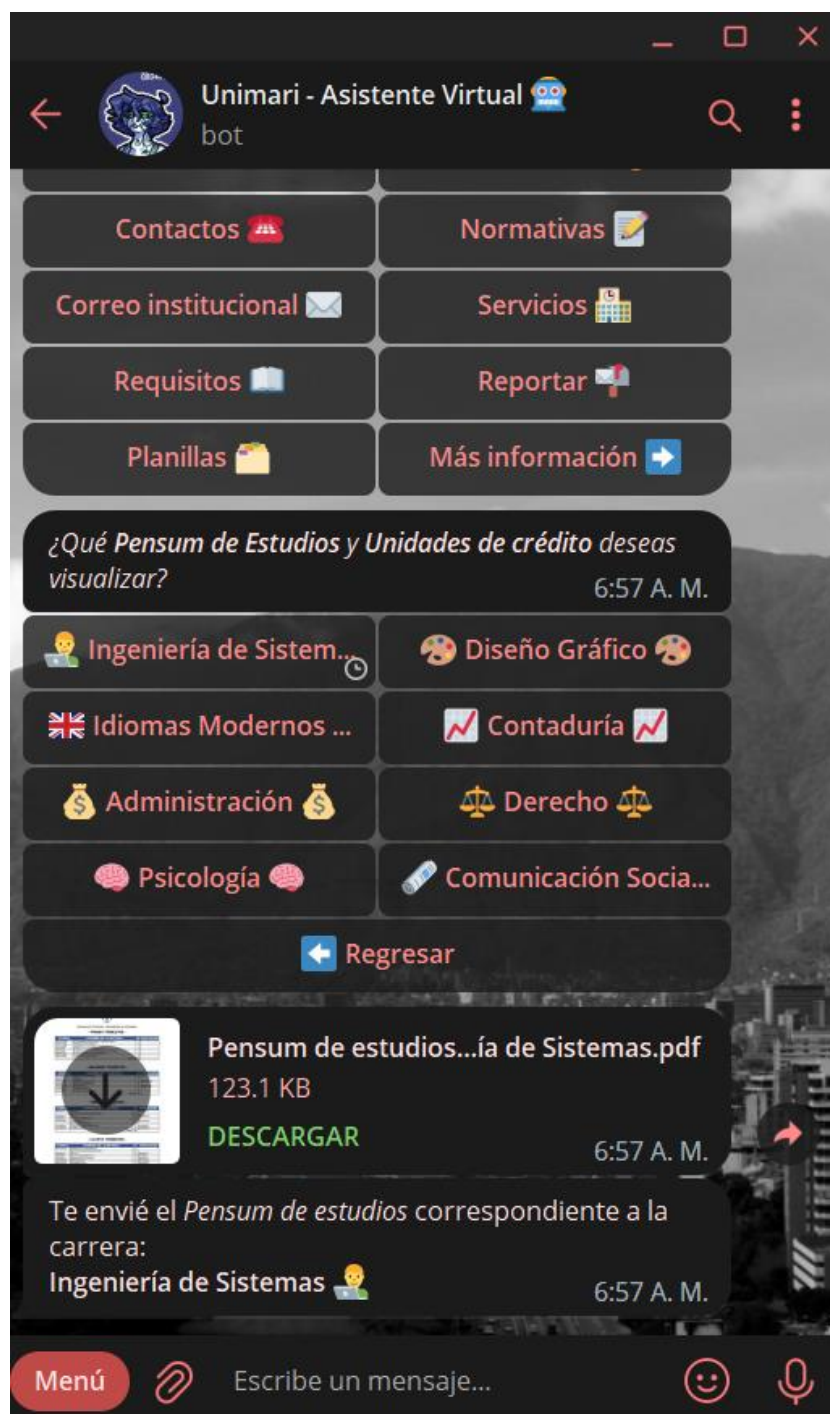 Unimari - Asistente Virtual 🤖
bot
Contactos ☎️
Normativas 📝
Correo institucional ✉️
Servicios 🏫
Requisitos 📖
Reportar 📬
Planillas 🗂️
Más información ➡️
¿Qué Pensum de Estudios y Unidades de crédito deseas
visualizar?
6:57 A. M.
👨‍💻 Ingeniería de Sistem...
🎨 Diseño Gráfico 🎨
🇬🇧 Idiomas Modernos ...
📈 Contaduría 📈
💰 Administración 💰
⚖️ Derecho ⚖️
🧠 Psicología 🧠
🗞️ Comunicación Socia...
⬅️ Regresar
Pensum de estudios...ía de Sistemas.pdf
123.1 KB
DESCARGAR
6:57 A. M.
Te envié el Pensum de estudios correspondiente a la
carrera:
Ingeniería de Sistemas 👨‍💻
6:57 A. M.
Menú
Escribe un mensaje...